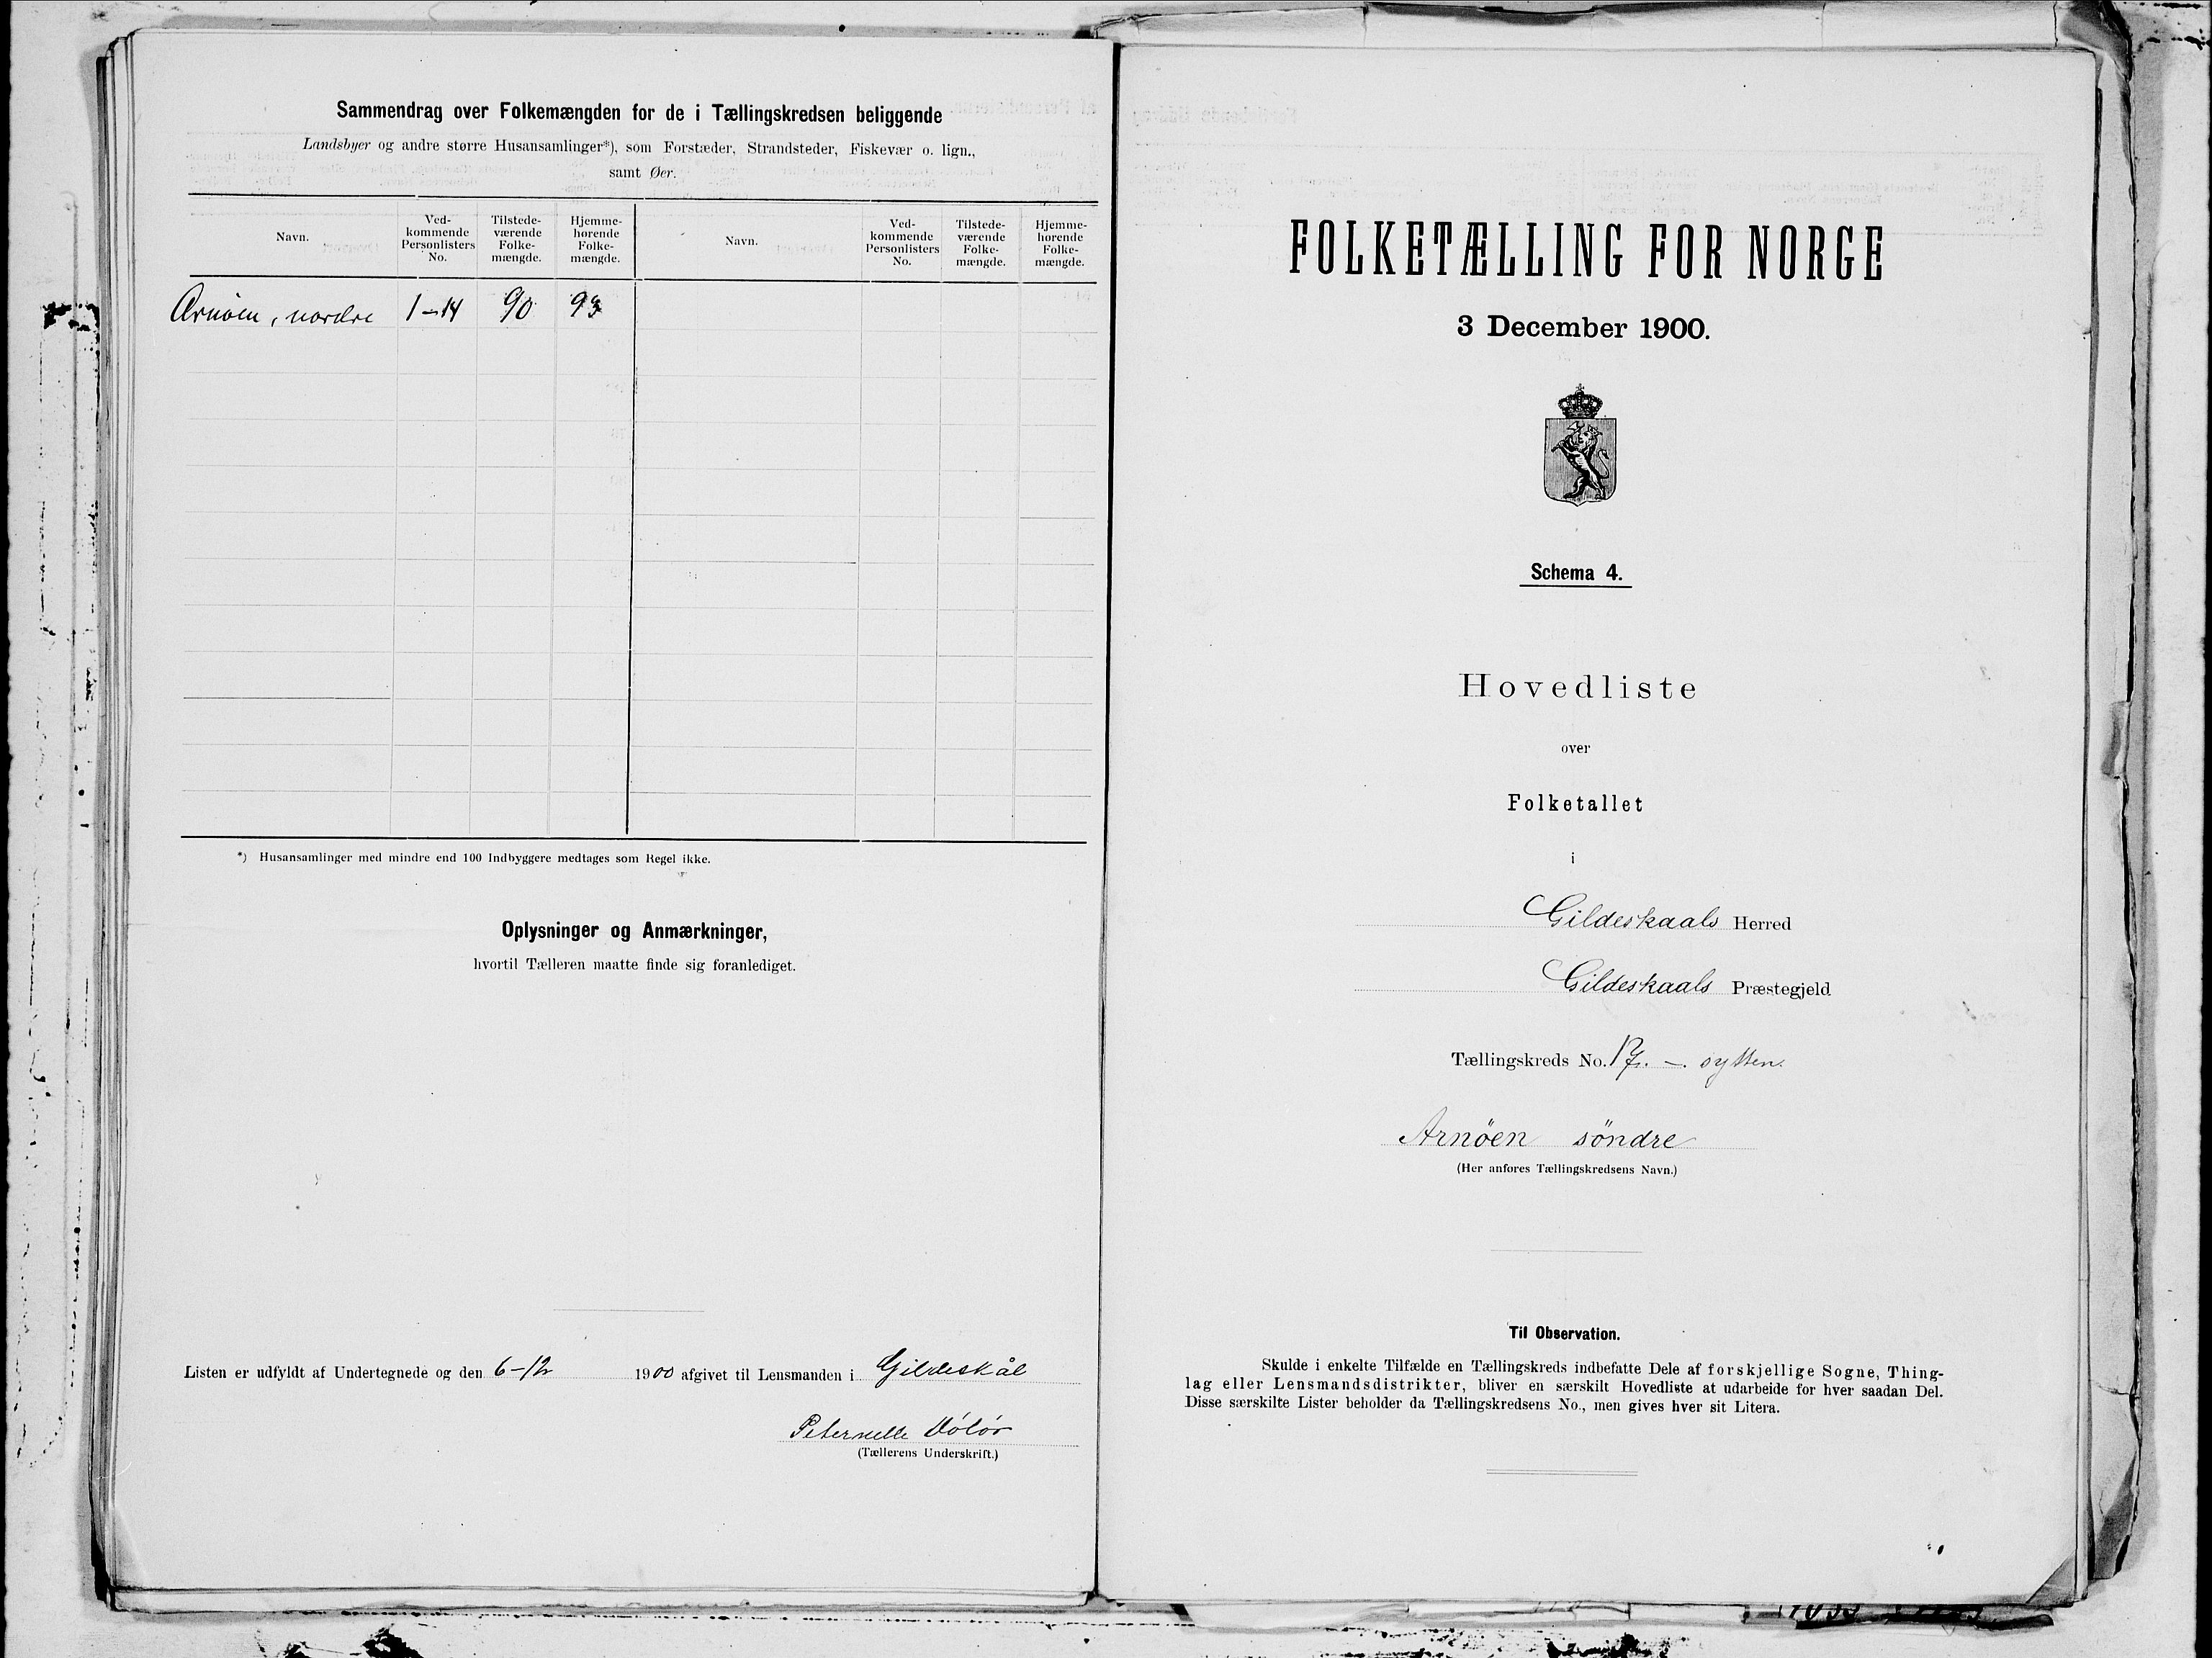 Sammendrag over Folkemængden for de i Tællingskredsen beliggende
Landsbyer og andre større Husansamlinger*), som Forstæder, Strandsteder, Fiskevær o. lign.,
samt Øer.
Navn. Ved-kommende Personlisters No. Tilstede-værende Folke-mængde. Hjemme-hørende Folke-mængde. Navn. Ved-kommende Personlisters No. Tilstede-værende Folke-mængde. Hjemme-hørende Folke-mængde.
Arnöen, nordre 1-14 90 93
*) Husansamlinger med mindre end 100 Indbyggere medtages som Regel ikke.
Oplysninger og Anmærkninger,
hvortil Tælleren maatte finde sig foranlediget.
Listen er udfyldt af Undertegnede og den 6-12 1900 afgivet til Lensmanden i Gildeskål
Peternelle
(Tællerens Underskrift.)
FOLKETÆLLING FOR NORGE
3 December 1900.
Schema 4.
Hovedliste
over
Folketallet
i
Gildeskaals Herred
Gildeskaals Præstegjeld
Tællingskreds No. 17. - sytten.
Arnöen söndre
(Her anføres Tællingskredsens Navn.)
Til Observation.
Skulde i enkelte Tilfælde en Tællingskreds indbefatte Dele af forskjellige Sogne, Thing-
lag eller Lensmandsdistrikter, bliver en særskilt Hovedliste at udarbeide for hver saadan Del.
Disse særskilte Lister beholder da Tællingskredsens No., men gives hver sit Litera.